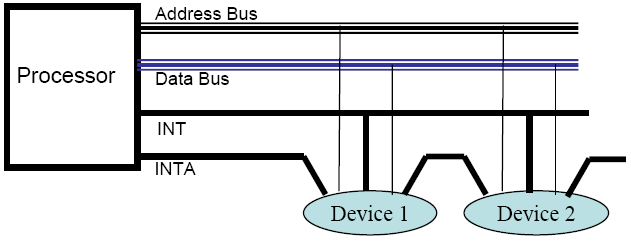 Address Bus
Processor
Data Bus
INT
INTA
Device 1
Device 2